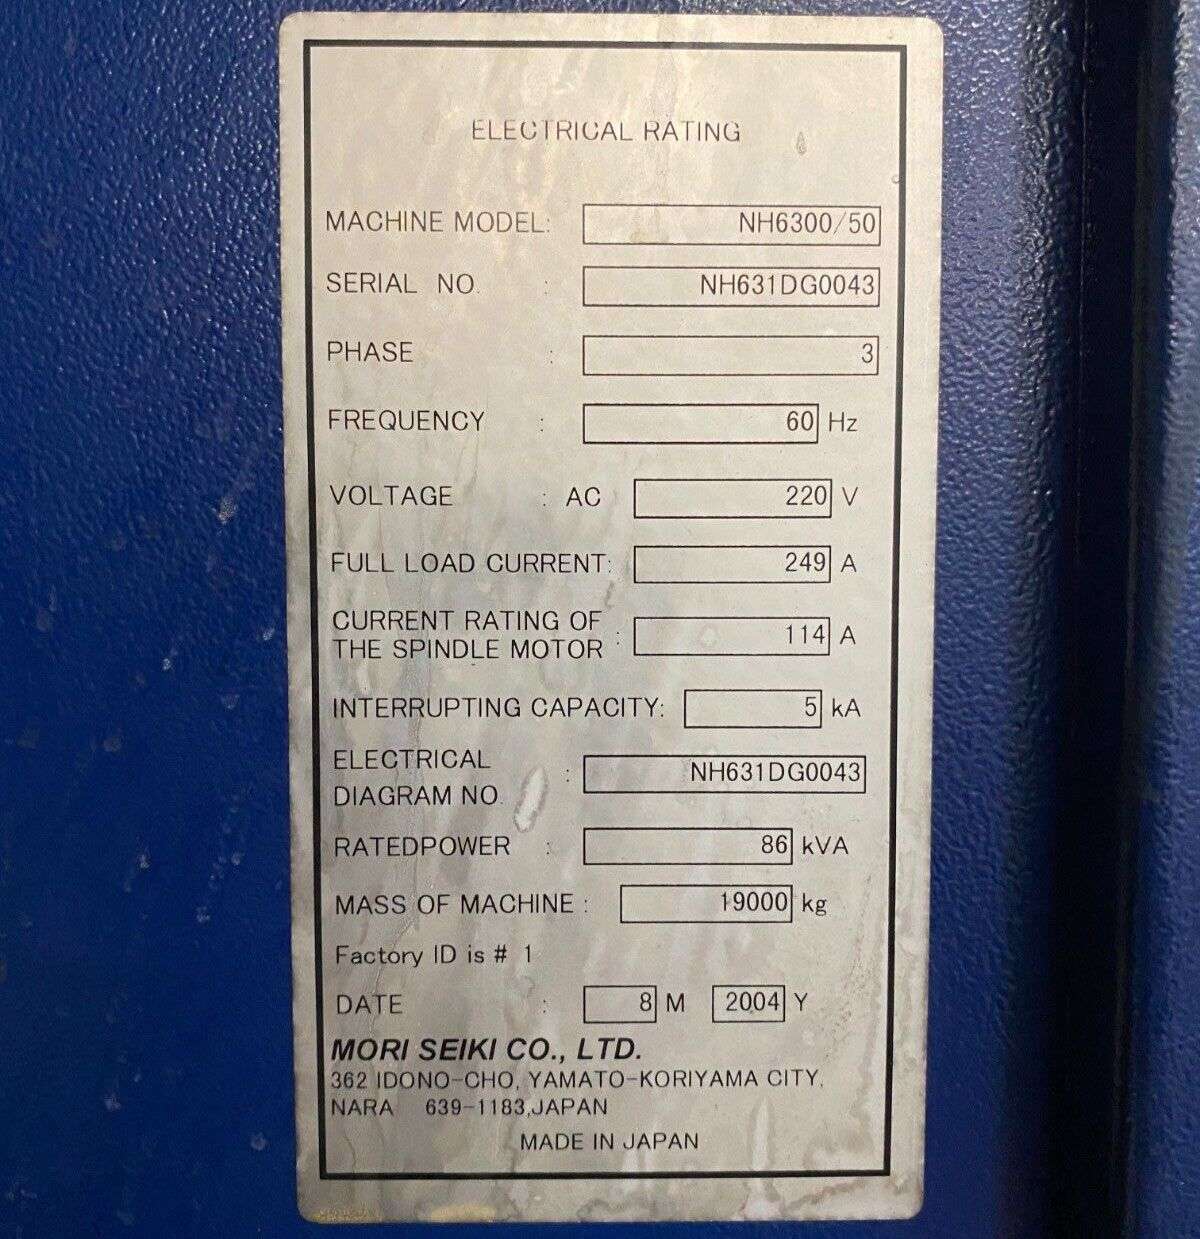 ELECTRICAL RATING
MACHINE MODEL: NH6300/50
SERIAL NO. : NH631DG0043
PHASE : 3
FREQUENCY : 60 Hz
VOLTAGE : AC 220 V
FULL LOAD CURRENT: 249 A
CURRENT RATING OF
THE SPINDLE MOTOR : 114 A
INTERRUPTING CAPACITY: 5 kA
ELECTRICAL
DIAGRAM NO. : NH631DG0043
RATEDPOWER : 86 kVA
MASS OF MACHINE : 19000 kg
Factory ID is # 1
DATE : 8 M 2004 Y
MORI SEIKI CO., LTD.
362 IDONO-CHO, YAMATO-KORIYAMA CITY,
NARA 639-1183,JAPAN
MADE IN JAPAN